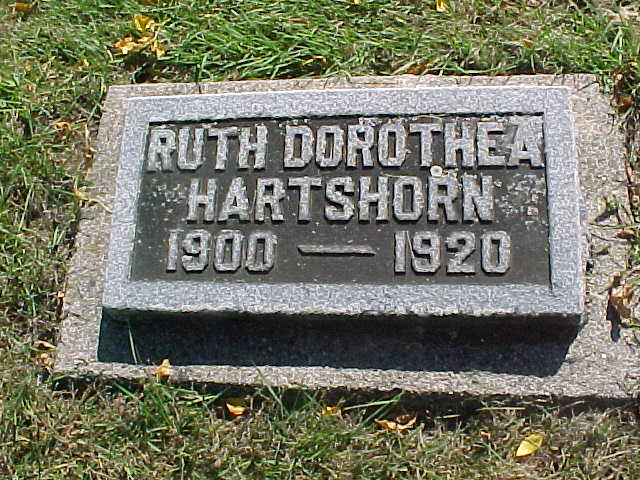 RUTH DOROTHEA
HARTSHORN
1900 — 1920